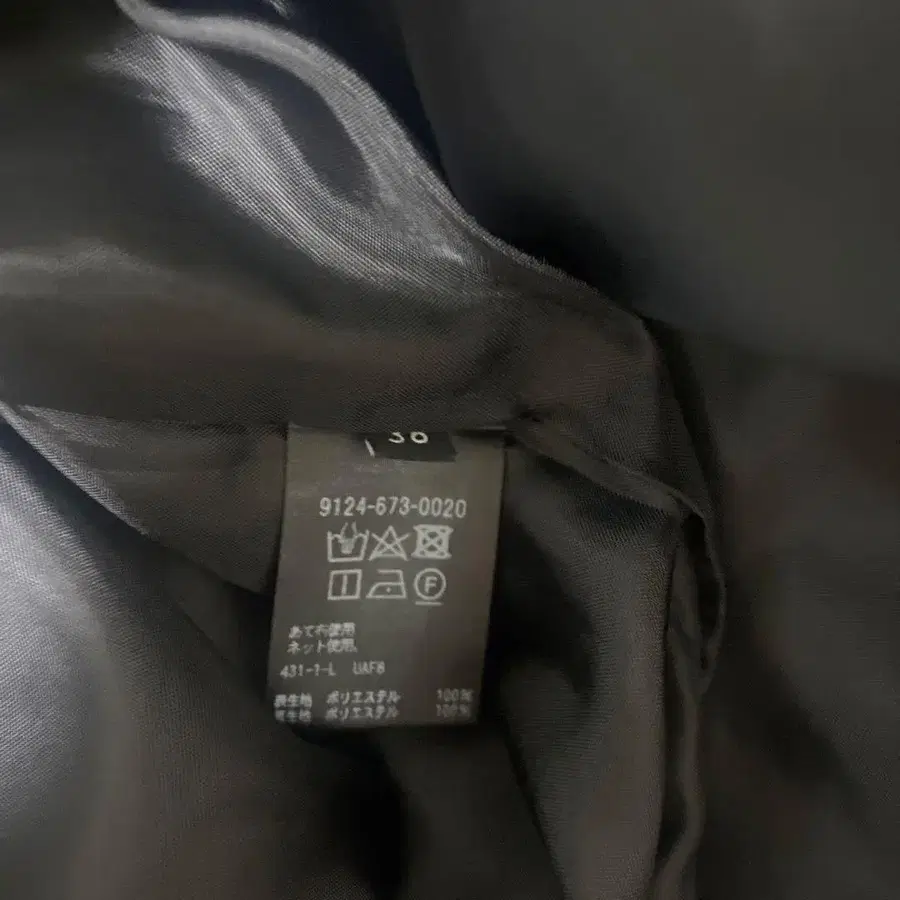 36
9124-673-0020
F
あて布使用
ネット使用、
431-1-L UAF8
表生地 ポリエステル 100%
裏生地 ポリエステル 100%